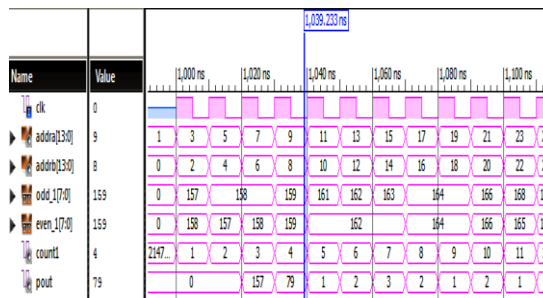 1,039.233 ns
Name Value 1,000 ns 1,020 ns 1,040 ns 1,060 ns 1,080 ns 1,100 ns
clk 0
addra[13:0] 9 1 3 5 7 9 11 13 15 17 19 21 23
addrb[13:0] 8 0 2 4 6 8 10 12 14 16 18 20 22
odd_1[7:0] 159 0 157 158 159 161 162 163 164 166 168
even_1[7:0] 159 0 158 157 158 159 162 164 166 165
count1 4 2147... 1 2 3 4 5 6 7 8 9 10 11
pout 79 0 157 79 1 2 3 2 1 2 1